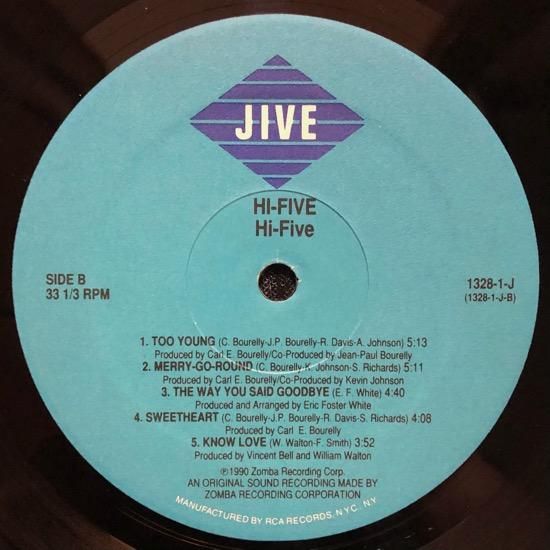 JIVE
HI-FIVE
Hi-Five
SIDE B
33 1/3 RPM
1328-1-J
(1328-1-J-B)
1. TOO YOUNG (C. Bourelly-J.P. Bourelly-R. Davis-A. Johnson) 5:13
Produced by Carl E. Bourelly/Co-Produced by Jean-Paul Bourelly
2. MERRY-GO-ROUND (C. Bourelly-K. Johnson-S. Richards) 5:11
Produced by Carl E. Bourelly/Co-Produced by Kevin Johnson
3. THE WAY YOU SAID GOODBYE (E. F. White) 4:40
Produced and Arranged by Eric Foster White
4. SWEETHEART (C. Bourelly-J.P. Bourelly-R. Davis-S. Richards) 4:08
Produced by Carl E. Bourelly
5. KNOW LOVE (W. Walton-F. Smith) 3:52
Produced by Vincent Bell and William Walton
℗1990 Zomba Recording Corp.
AN ORIGINAL SOUND RECORDING MADE BY
ZOMBA RECORDING CORPORATION
MANUFACTURED BY RCA RECORDS, N.Y.C., N.Y.